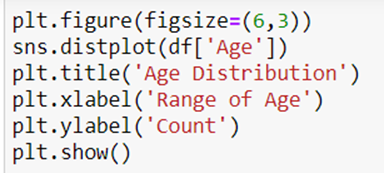 plt.figure(figsize=(6,3))
sns.distplot(df['Age'])
plt.title('Age Distribution')
plt.xlabel('Range of Age')
plt.ylabel('Count')
plt.show()